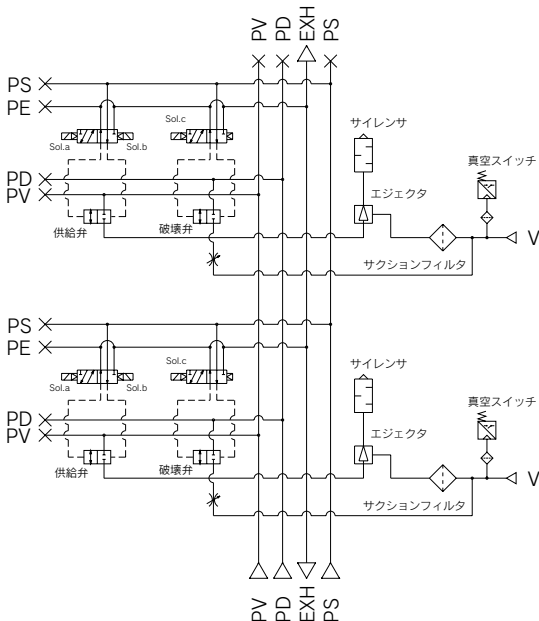 PV PD EXH PS
PS
PE
Sol.a Sol.b Sol.c
サイレンサ
真空スイッチ
PD
PV
エジェクタ
供給弁 破壊弁
V
サクションフィルタ
PS
PE
Sol.a Sol.b Sol.c
サイレンサ
真空スイッチ
PD
PV
エジェクタ
供給弁 破壊弁
V
サクションフィルタ
PV PD EXH PS